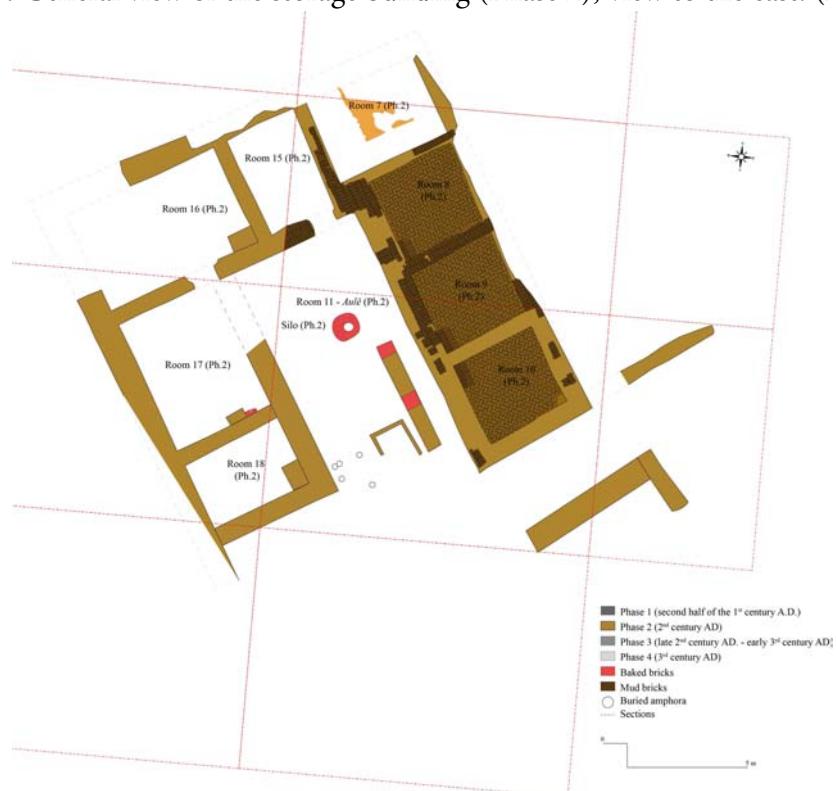 General view of the storage building (Phase
), view to the east.
Room 7 (Ph.2)
Room 15 (Ph.2)
Room 8
(Ph.2)
Room 16 (Ph.2)
Room 9
(Ph.2)
Room 11 - Aulè (Ph.2)
Silo (Ph.2)
Room 17 (Ph.2)
Room 10
(Ph.2)
Room 18
(Ph.2)
Phase 1 (second half of the 1st century A.D.)
Phase 2 (2nd century AD)
Phase 3 (late 2nd century AD. - early 3rd century AD)
Phase 4 (3rd century AD)
Baked bricks
Mud bricks
Buried amphora
Sections
0
5 m